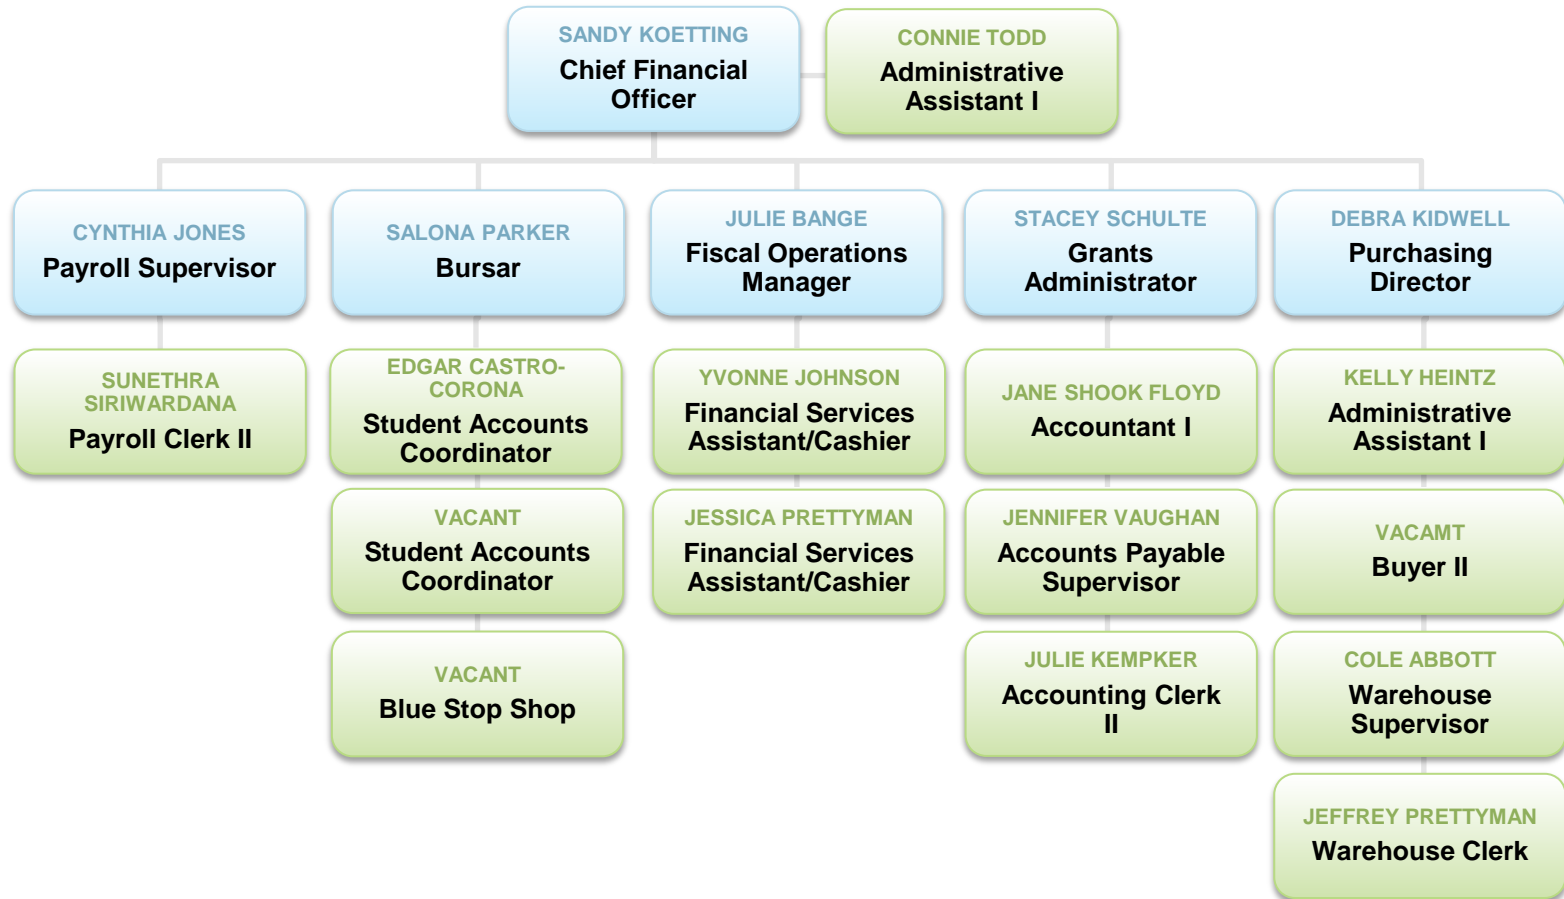 SANDY KOETTING
Chief Financial
Officer
CONNIE TODD
Administrative
Assistant I
CYNTHIA JONES
Payroll Supervisor
SALONA PARKER
Bursar
JULIE BANGE
Fiscal Operations
Manager
STACEY SCHULTE
Grants
Administrator
DEBRA KIDWELL
Purchasing
Director
SUNETHRA
SIRIWARDANA
Payroll Clerk II
EDGAR CASTRO-
CORONA
Student Accounts
Coordinator
YVONNE JOHNSON
Financial Services
Assistant/Cashier
JANE SHOOK FLOYD
Accountant I
KELLY HEINTZ
Administrative
Assistant I
VACANT
Student Accounts
Coordinator
JESSICA PRETTYMAN
Financial Services
Assistant/Cashier
JENNIFER VAUGHAN
Accounts Payable
Supervisor
VACAMT
Buyer II
VACANT
Blue Stop Shop
JULIE KEMPKER
Accounting Clerk
II
COLE ABBOTT
Warehouse
Supervisor
JEFFREY PRETTYMAN
Warehouse Clerk